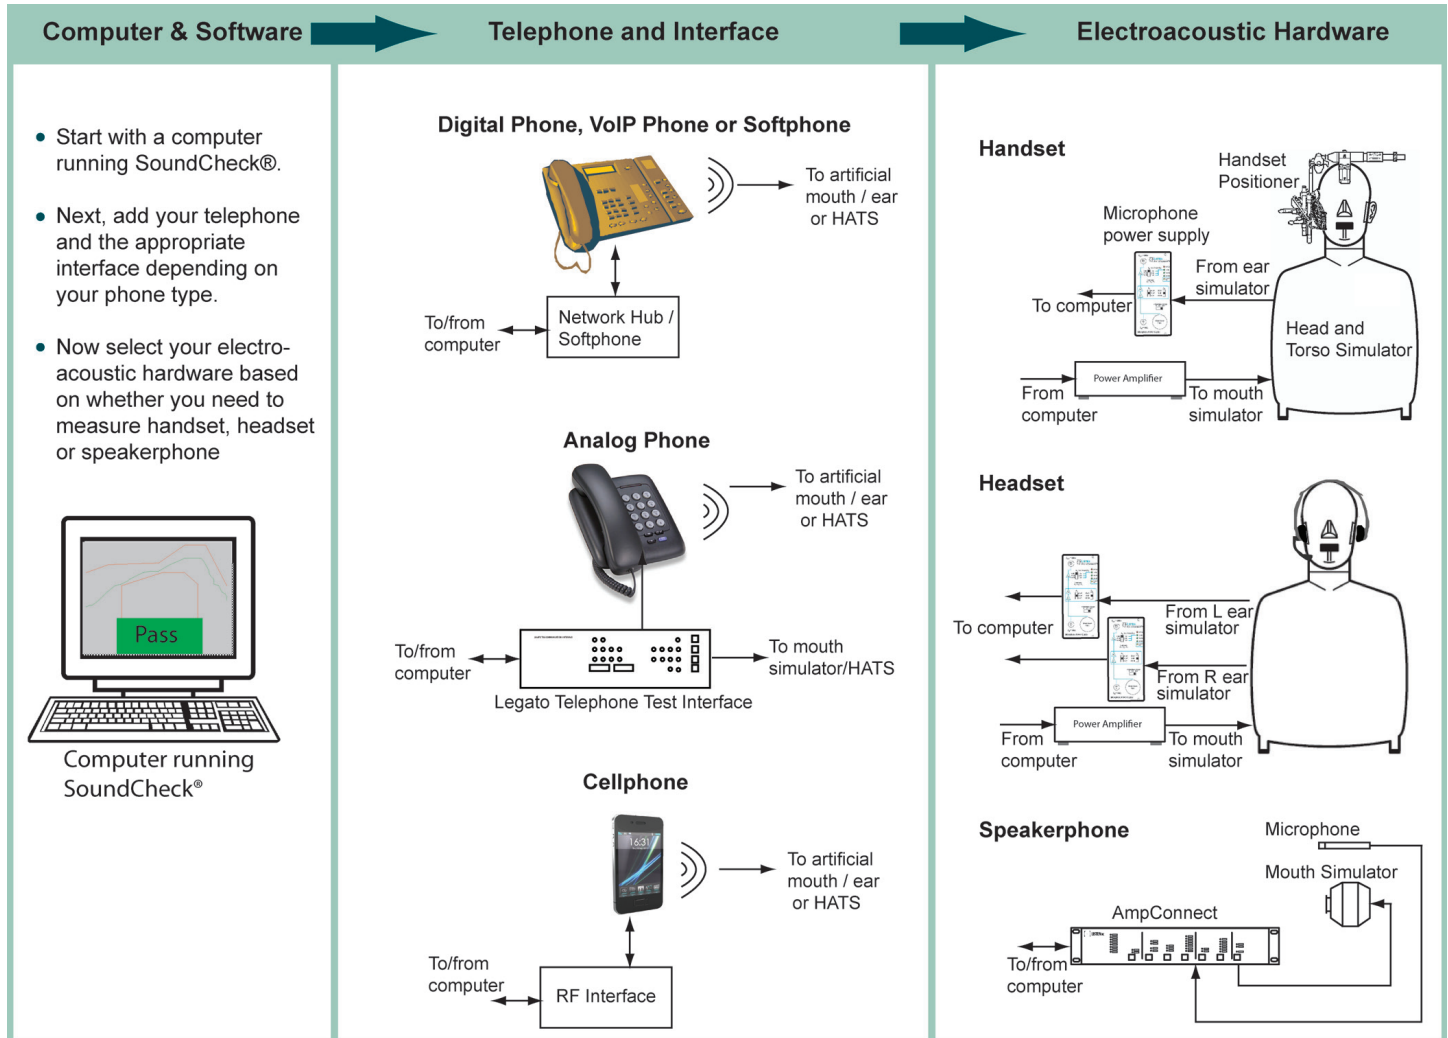 Computer & Software
Telephone and Interface
Electroacoustic Hardware
• Start with a computer
running SoundCheck®.
• Next, add your telephone
and the appropriate
interface depending on
your phone type.
• Now select your electro-
acoustic hardware based
on whether you need to
measure handset, headset
or speakerphone
Pass
Computer running
SoundCheck®
Digital Phone, VoIP Phone or Softphone
To artificial
mouth / ear
or HATS
To/from
computer
Network Hub /
Softphone
Analog Phone
To artificial
mouth / ear
or HATS
To/from
computer
To mouth
simulator/HATS
Legato Telephone Test Interface
Cellphone
16:31
To artificial
mouth / ear
or HATS
To/from
computer
RF Interface
Handset
Handset
Positioner
Microphone
power supply
From ear
simulator
To computer
Head and
Torso Simulator
Power Amplifier
From
computer
To mouth
simulator
Headset
From L ear
simulator
To computer
From R ear
simulator
Power Amplifier
From
computer
To mouth
simulator
Speakerphone
Microphone
Mouth Simulator
AmpConnect
To/from
computer